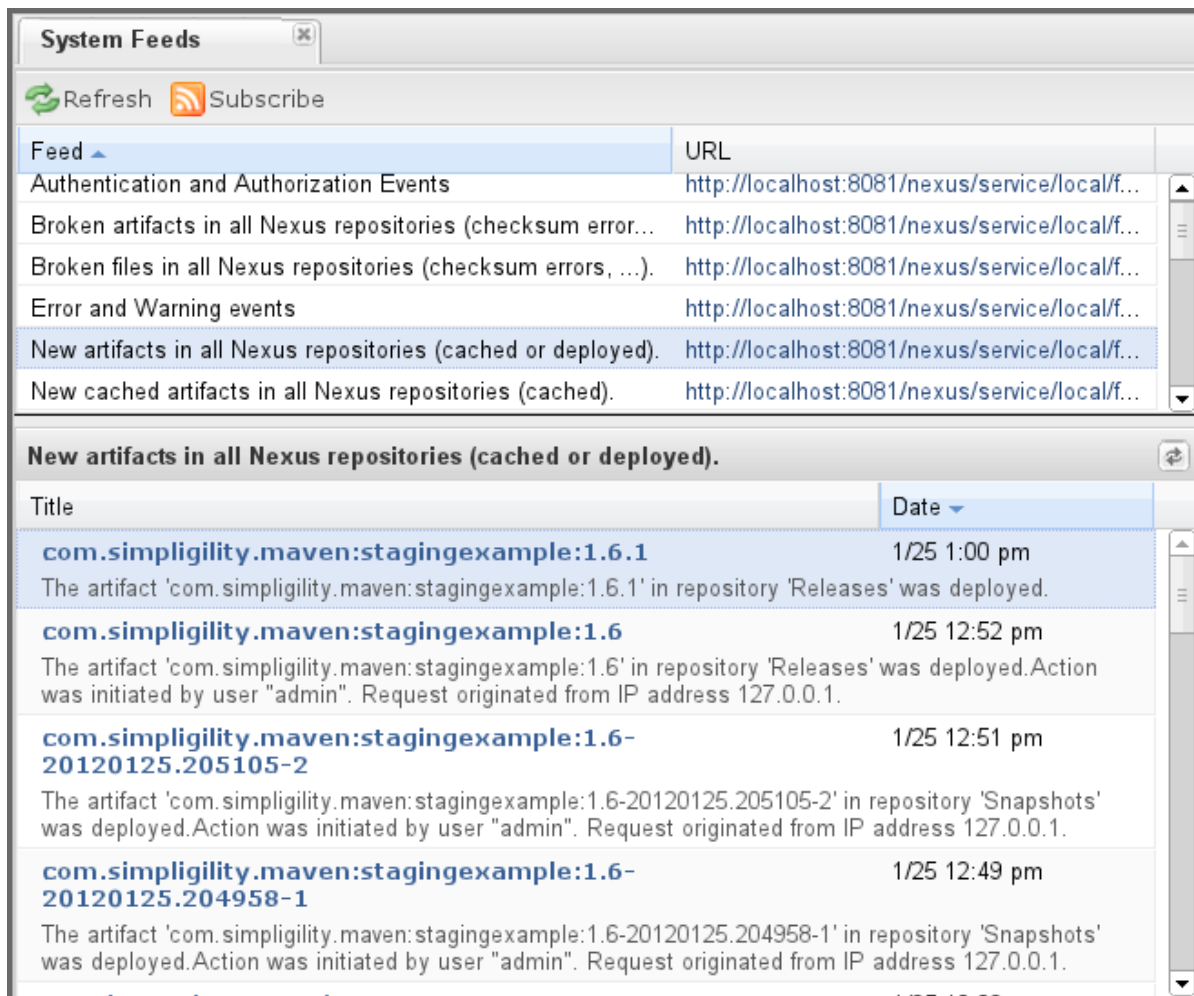 System Feeds
Refresh Subscribe
Feed URL
Authentication and Authorization Events http://localhost:8081/nexus/service/local/f...
Broken artifacts in all Nexus repositories (checksum error... http://localhost:8081/nexus/service/local/f...
Broken files in all Nexus repositories (checksum errors, ...). http://localhost:8081/nexus/service/local/f...
Error and Warning events http://localhost:8081/nexus/service/local/f...
New artifacts in all Nexus repositories (cached or deployed). http://localhost:8081/nexus/service/local/f...
New cached artifacts in all Nexus repositories (cached). http://localhost:8081/nexus/service/local/f...
New artifacts in all Nexus repositories (cached or deployed).
Title Date
com.simpligility.maven:stagingexample:1.6.1 1/25 1:00 pm
The artifact 'com.simpligility.maven:stagingexample:1.6.1' in repository 'Releases' was deployed.
com.simpligility.maven:stagingexample:1.6 1/25 12:52 pm
The artifact 'com.simpligility.maven:stagingexample:1.6' in repository 'Releases' was deployed.Action
was initiated by user "admin". Request originated from IP address 127.0.0.1.
com.simpligility.maven:stagingexample:1.6- 1/25 12:51 pm
20120125.205105-2
The artifact 'com.simpligility.maven:stagingexample:1.6-20120125.205105-2' in repository 'Snapshots'
was deployed.Action was initiated by user "admin". Request originated from IP address 127.0.0.1.
com.simpligility.maven:stagingexample:1.6- 1/25 12:49 pm
20120125.204958-1
The artifact 'com.simpligility.maven:stagingexample:1.6-20120125.204958-1' in repository 'Snapshots'
was deployed.Action was initiated by user "admin". Request originated from IP address 127.0.0.1.